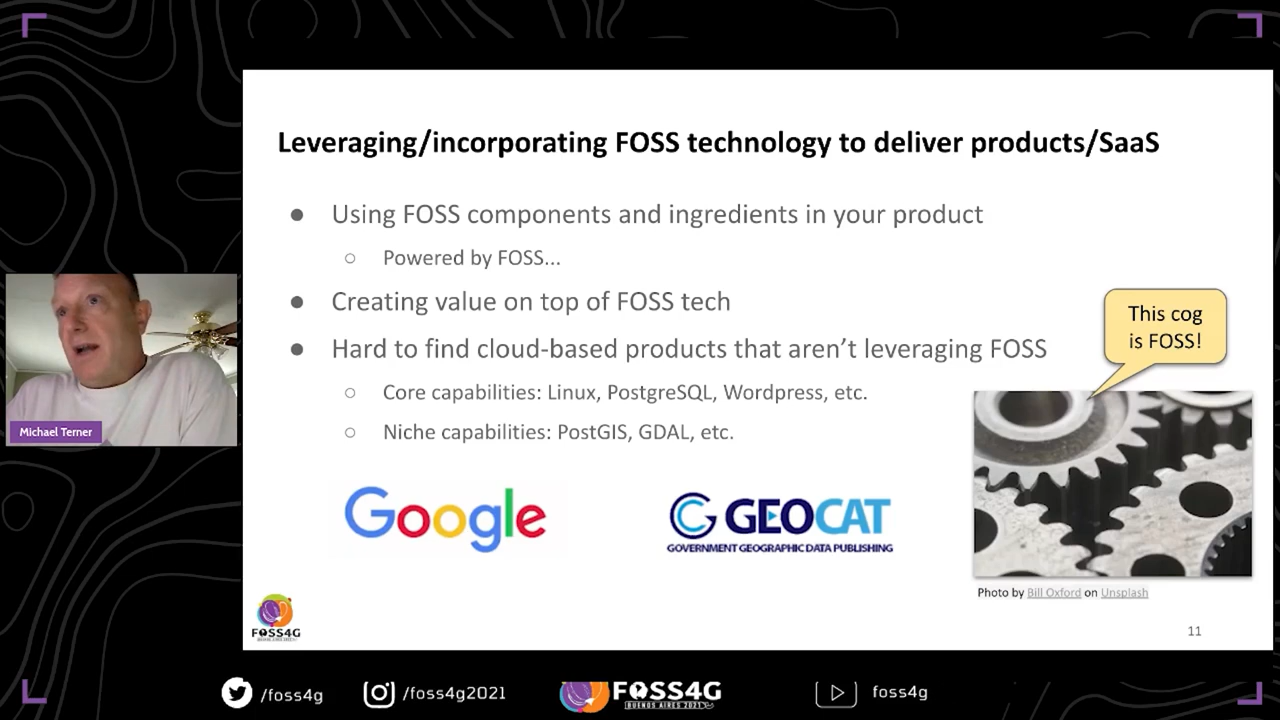 Leveraging/incorporating FOSS technology to deliver products/SaaS
● Using FOSS components and ingredients in your product
○ Powered by FOSS...
● Creating value on top of FOSS tech
● Hard to find cloud-based products that aren't leveraging FOSS
○ Core capabilities: Linux, PostgreSQL, Wordpress, etc.
○ Niche capabilities: PostGIS, GDAL, etc.
This cog
is FOSS!
Michael Terner
Google
GEOCAT
GOVERNMENT GEOGRAPHIC DATA PUBLISHING
Photo by Bill Oxford on Unsplash
FOSS4G
11
/foss4g
/foss4g2021
FOSS4G
BUENOS AIRES 2021
foss4g